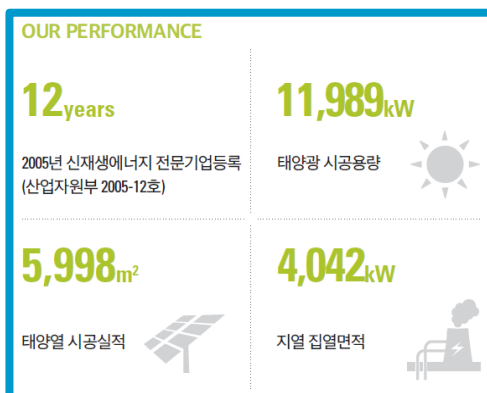 OUR PERFORMANCE
12years
2005년 신재생에너지 전문기업등록
(산업자원부 2005-12호)
11,989kW
태양광 시공용량
5,998m²
태양열 시공실적
4,042kW
지열 집열면적